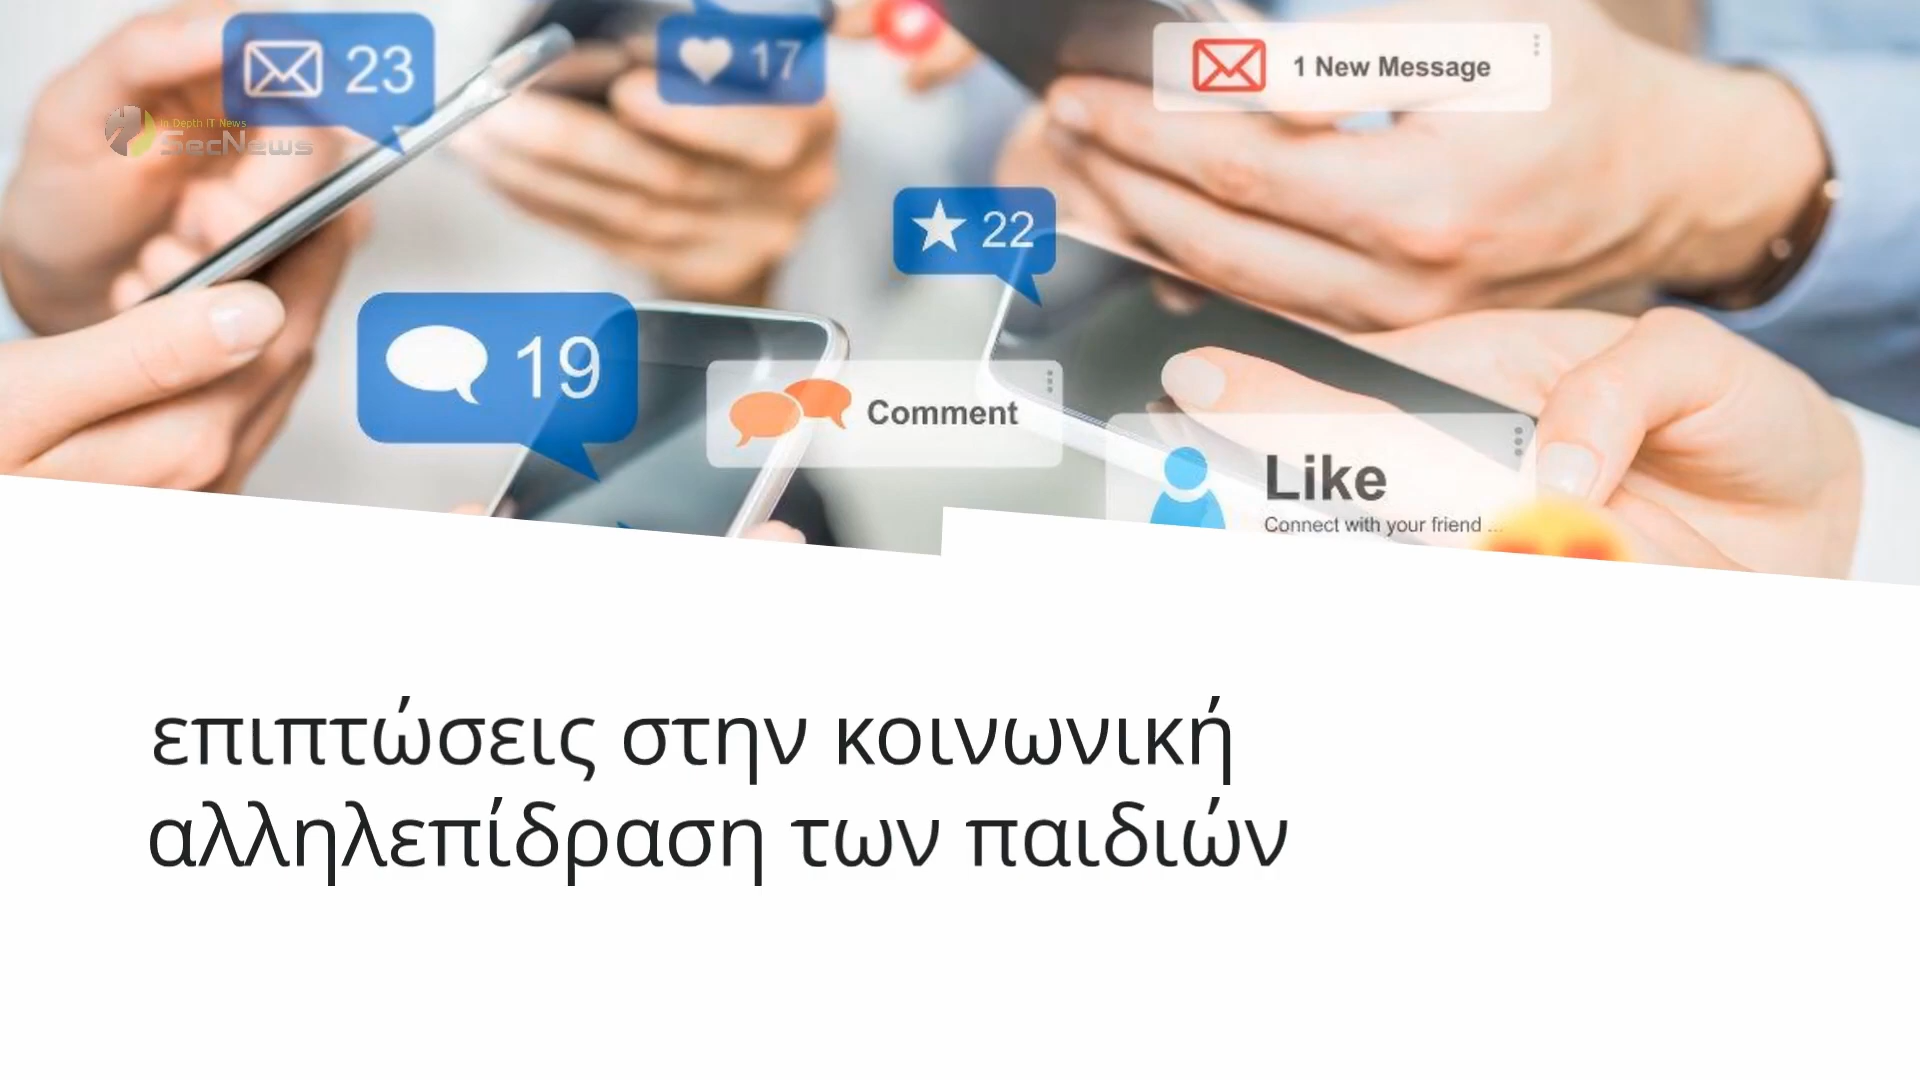 23
17
1 New Message
In Depth IT News
SecNews
22
19
Comment
Like
Connect with your friend ...
επιπτώσεις στην κοινωνική
αλληλεπίδραση των παιδιών